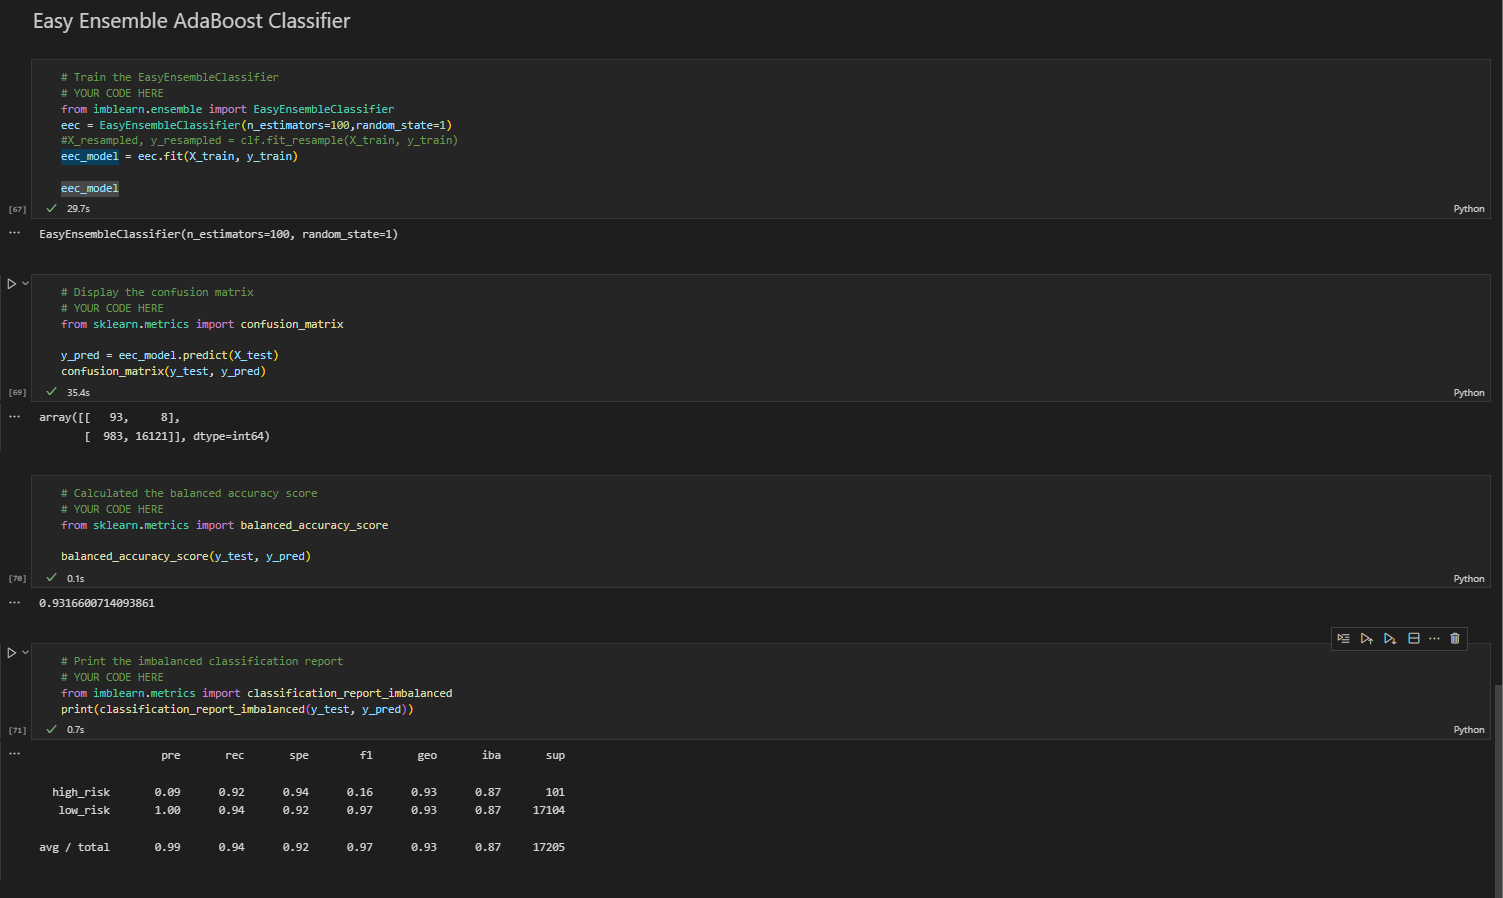 Easy Ensemble AdaBoost Classifier
# Train the EasyEnsembleClassifier
# YOUR CODE HERE
from imblearn.ensemble import EasyEnsembleClassifier
eec = EasyEnsembleClassifier(n_estimators=100,random_state=1)
#X_resampled, y_resampled = clf.fit_resample(X_train, y_train)
eec_model = eec.fit(X_train, y_train)
eec_model
[67] 29.7s Python
EasyEnsembleClassifier(n_estimators=100, random_state=1)
# Display the confusion matrix
# YOUR CODE HERE
from sklearn.metrics import confusion_matrix
y_pred = eec_model.predict(X_test)
confusion_matrix(y_test, y_pred)
[69] 35.4s Python
array([[   93,     8],
       [  983, 16121]], dtype=int64)
# Calculated the balanced accuracy score
# YOUR CODE HERE
from sklearn.metrics import balanced_accuracy_score
balanced_accuracy_score(y_test, y_pred)
[70] 0.1s Python
0.9316600714093861
# Print the imbalanced classification report
# YOUR CODE HERE
from imblearn.metrics import classification_report_imbalanced
print(classification_report_imbalanced(y_test, y_pred))
[71] 0.7s Python
pre rec spe f1 geo iba sup
high_risk 0.09 0.92 0.94 0.16 0.93 0.87 101
low_risk 1.00 0.94 0.92 0.97 0.93 0.87 17104
avg / total 0.99 0.94 0.92 0.97 0.93 0.87 17205